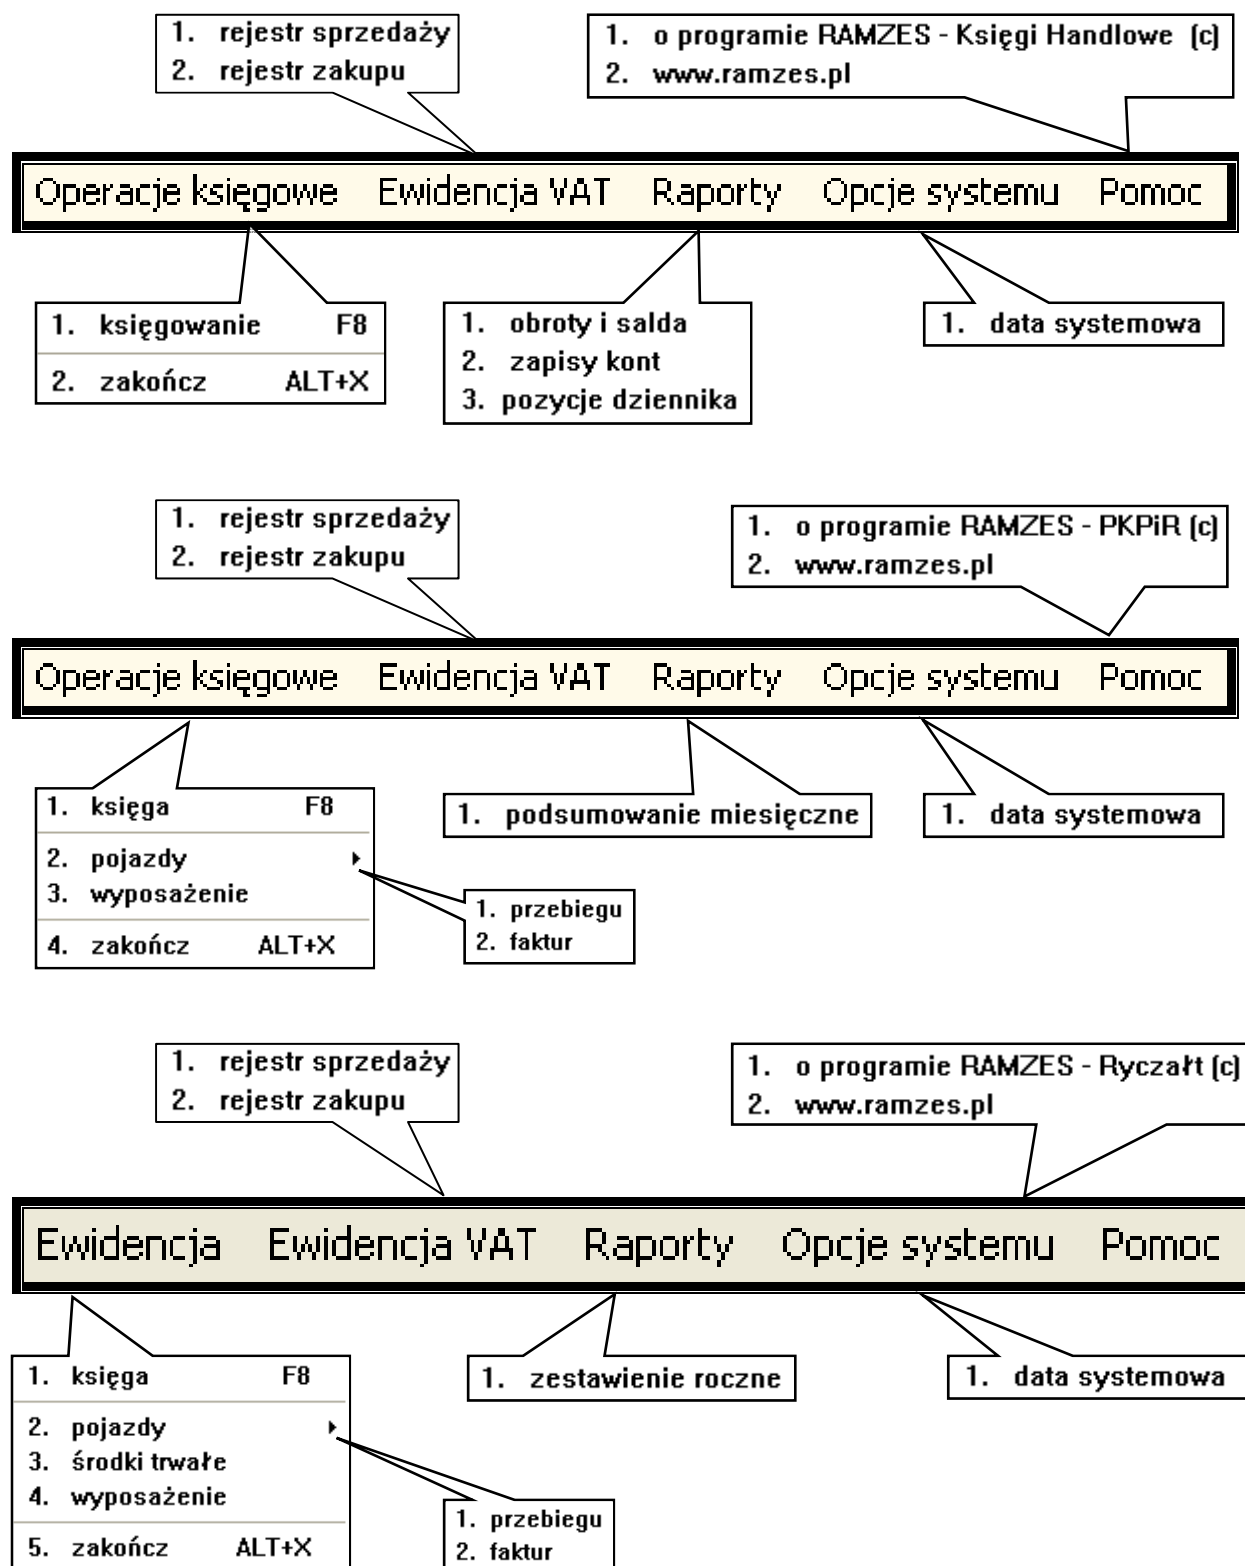 1. rejestr sprzedaży
2. rejestr zakupu
1. o programie RAMZES - Księgi Handlowe (c)
2. www.ramzes.pl
Operacje księgowe Ewidencja VAT Raporty Opcje systemu Pomoc
1. księgowanie F8
2. zakończ ALT+X
1. obroty i salda
2. zapisy kont
3. pozycje dziennika
1. data systemowa
1. rejestr sprzedaży
2. rejestr zakupu
1. o programie RAMZES - PKPiR (c)
2. www.ramzes.pl
Operacje księgowe Ewidencja VAT Raporty Opcje systemu Pomoc
1. księga F8
2. pojazdy
3. wyposażenie
4. zakończ ALT+X
1. przebiegu
2. faktur
1. podsumowanie miesięczne
1. data systemowa
1. rejestr sprzedaży
2. rejestr zakupu
1. o programie RAMZES - Ryczałt (c)
2. www.ramzes.pl
Ewidencja Ewidencja VAT Raporty Opcje systemu Pomoc
1. księga F8
2. pojazdy
3. środki trwałe
4. wyposażenie
5. zakończ ALT+X
1. przebiegu
2. faktur
1. zestawienie roczne
1. data systemowa